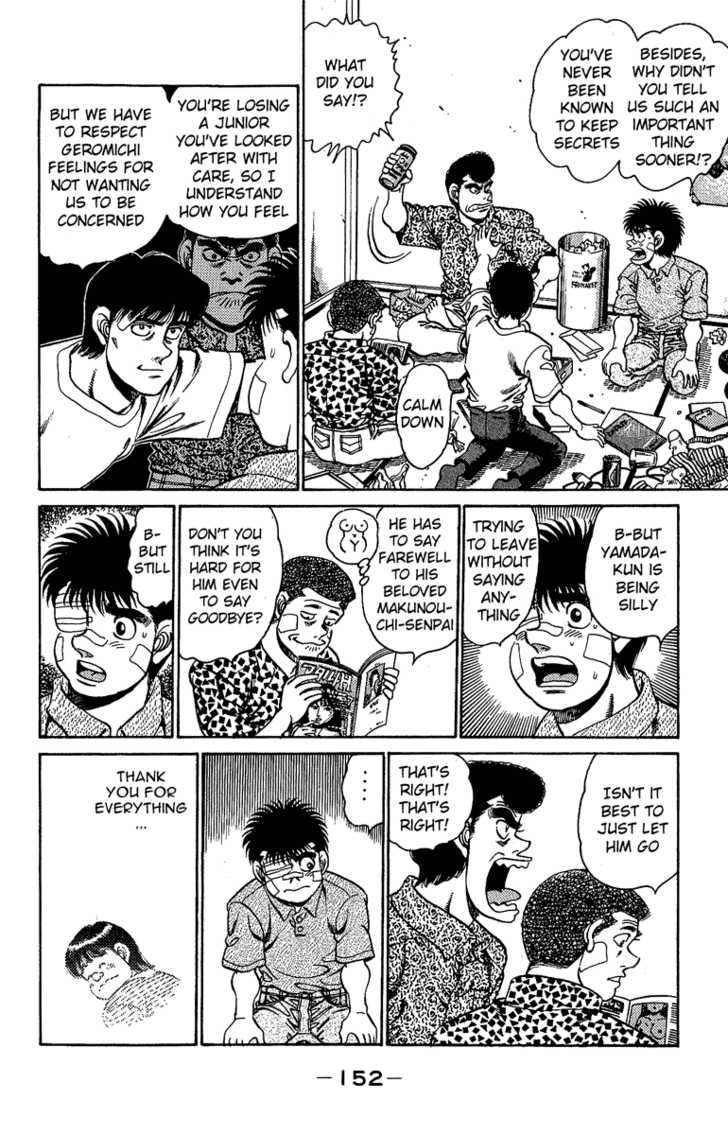 BESIDES,
WHY DIDN'T
YOU TELL
US SUCH AN
IMPORTANT
THING
SOONER!?
YOU'VE
NEVER
BEEN
KNOWN
TO KEEP
SECRETS
WHAT
DID YOU
SAY!?
CALM
DOWN
YOU'RE LOSING
A JUNIOR
YOU'VE LOOKED
AFTER WITH
CARE, SO I
UNDERSTAND
HOW YOU FEEL
BUT WE HAVE
TO RESPECT
GEROMICHI
FEELINGS FOR
NOT WANTING
US TO BE
CONCERNED
B-BUT
YAMADA-
KUN IS
BEING
SILLY
TRYING
TO LEAVE
WITHOUT
SAYING
ANY-
THING
HE HAS
TO SAY
FAREWELL
TO HIS
BELOVED
MAKUNOU-
CHI-SENPAI
DON'T YOU
THINK IT'S
HARD FOR
HIM EVEN
TO SAY
GOODBYE?
B-
BUT
STILL
ISN'T IT
BEST TO
JUST LET
HIM GO
THAT'S
RIGHT!
THAT'S
RIGHT!
...
THANK
YOU FOR
EVERYTHING
...
-152-